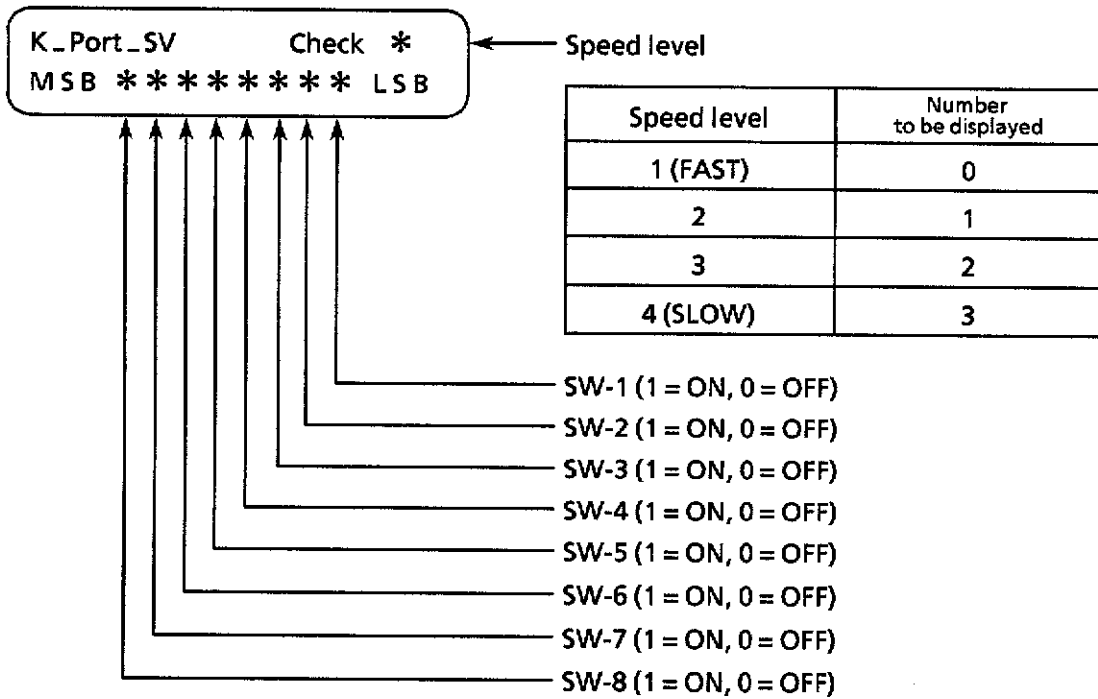 K_Port_SV Check *
MSB ******** LSB
Speed level
Speed level Number to be displayed
1 (FAST) 0
2 1
3 2
4 (SLOW) 3
SW-1 (1 = ON, 0 = OFF)
SW-2 (1 = ON, 0 = OFF)
SW-3 (1 = ON, 0 = OFF)
SW-4 (1 = ON, 0 = OFF)
SW-5 (1 = ON, 0 = OFF)
SW-6 (1 = ON, 0 = OFF)
SW-7 (1 = ON, 0 = OFF)
SW-8 (1 = ON, 0 = OFF)